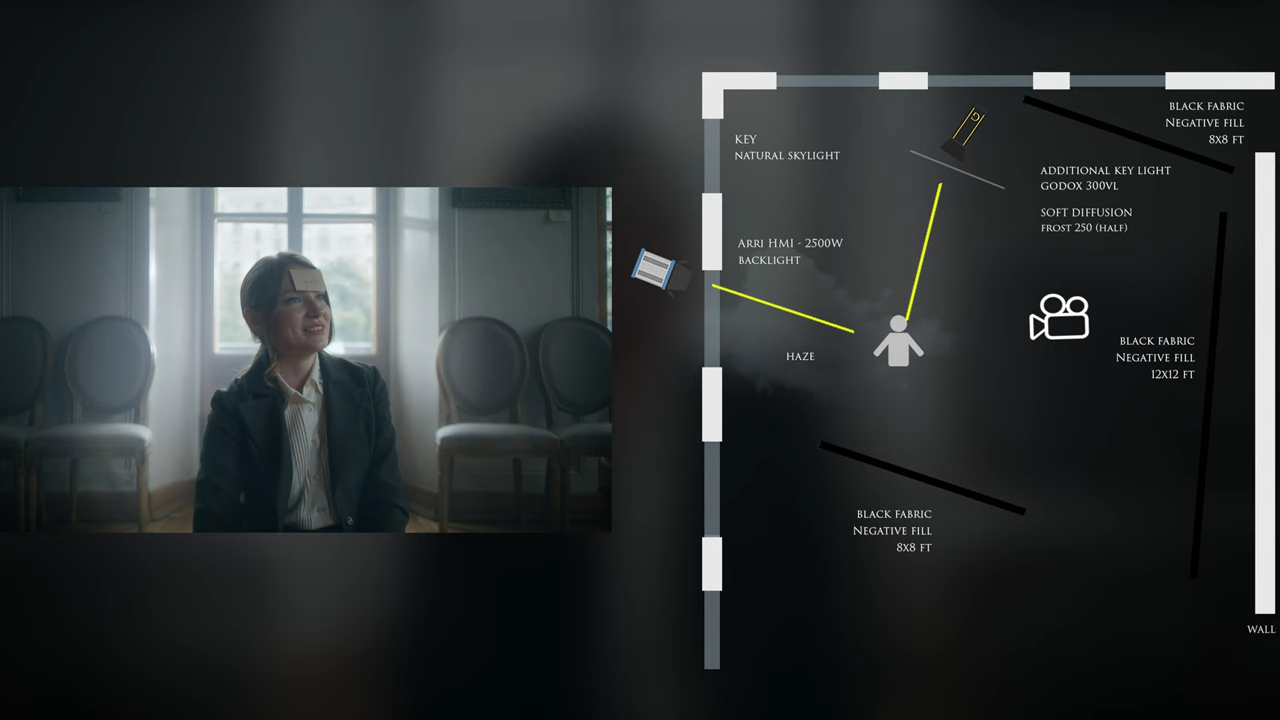 KEY
NATURAL SKYLIGHT
ARRI HMI - 2500W
BACKLIGHT
HAZE
BLACK FABRIC
NEGATIVE FILL
8X8 FT
ADDITIONAL KEY LIGHT
GODOX 300VL
SOFT DIFFUSION
FROST 250 (HALF)
BLACK FABRIC
NEGATIVE FILL
12X12 FT
BLACK FABRIC
NEGATIVE FILL
8X8 FT
WALL